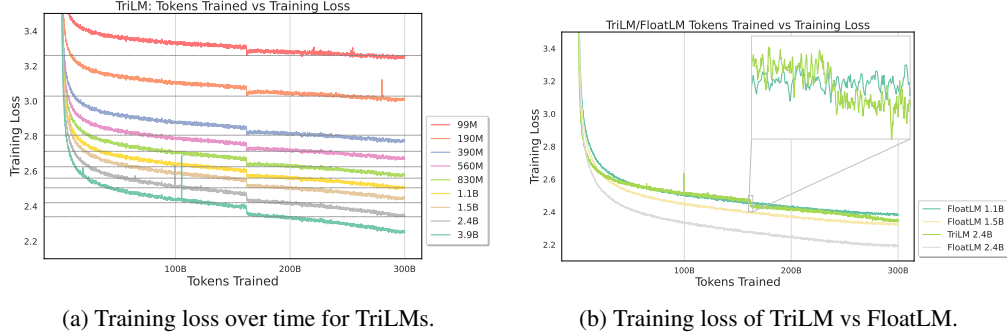 TriLM: Tokens Trained vs Training Loss
3.4
3.2
3.0
2.8
2.6
2.4
2.2
Training Loss
100B
200B
300B
Tokens Trained
99M
190M
390M
560M
830M
1.1B
1.5B
2.4B
3.9B
(a) Training loss over time for TriLMs.
TriLM/FloatLM Tokens Trained vs Training Loss
3.4
3.2
3.0
2.8
2.6
2.4
2.2
Training Loss
100B
200B
300B
Tokens Trained
FloatLM 1.1B
FloatLM 1.5B
TriLM 2.4B
FloatLM 2.4B
(b) Training loss of TriLM vs FloatLM.